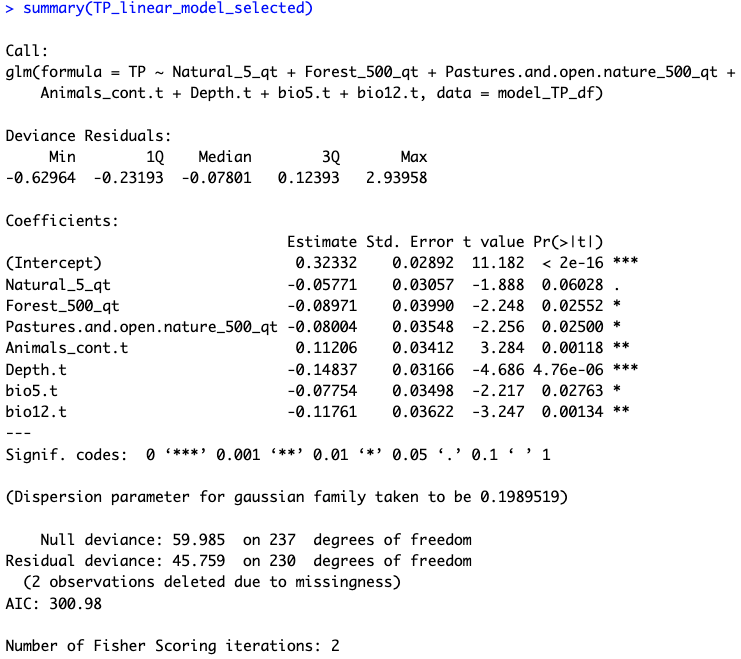 > summary(TP_linear_model_selected)
Call:
glm(formula = TP ~ Natural_5_qt + Forest_500_qt + Pastures.and.open.nature_500_qt +
    Animals_cont.t + Depth.t + bio5.t + bio12.t, data = model_TP_df)
Deviance Residuals:
     Min       1Q   Median       3Q      Max
-0.62964 -0.23193 -0.07801  0.12393  2.93958
Coefficients:
                                Estimate Std. Error t value Pr(>|t|)
(Intercept)                      0.32332    0.02892  11.182  < 2e-16 ***
Natural_5_qt                    -0.05771    0.03057  -1.888  0.06028 .
Forest_500_qt                   -0.08971    0.03990  -2.248  0.02552 *
Pastures.and.open.nature_500_qt -0.08004    0.03548  -2.256  0.02500 *
Animals_cont.t                   0.11206    0.03412   3.284  0.00118 **
Depth.t                         -0.14837    0.03166  -4.686 4.76e-06 ***
bio5.t                          -0.07754    0.03498  -2.217  0.02763 *
bio12.t                         -0.11761    0.03622  -3.247  0.00134 **
---
Signif. codes:  0 ‘***’ 0.001 ‘**’ 0.01 ‘*’ 0.05 ‘.’ 0.1 ‘ ’ 1
(Dispersion parameter for gaussian family taken to be 0.1989519)
    Null deviance: 59.985  on 237  degrees of freedom
Residual deviance: 45.759  on 230  degrees of freedom
  (2 observations deleted due to missingness)
AIC: 300.98
Number of Fisher Scoring iterations: 2